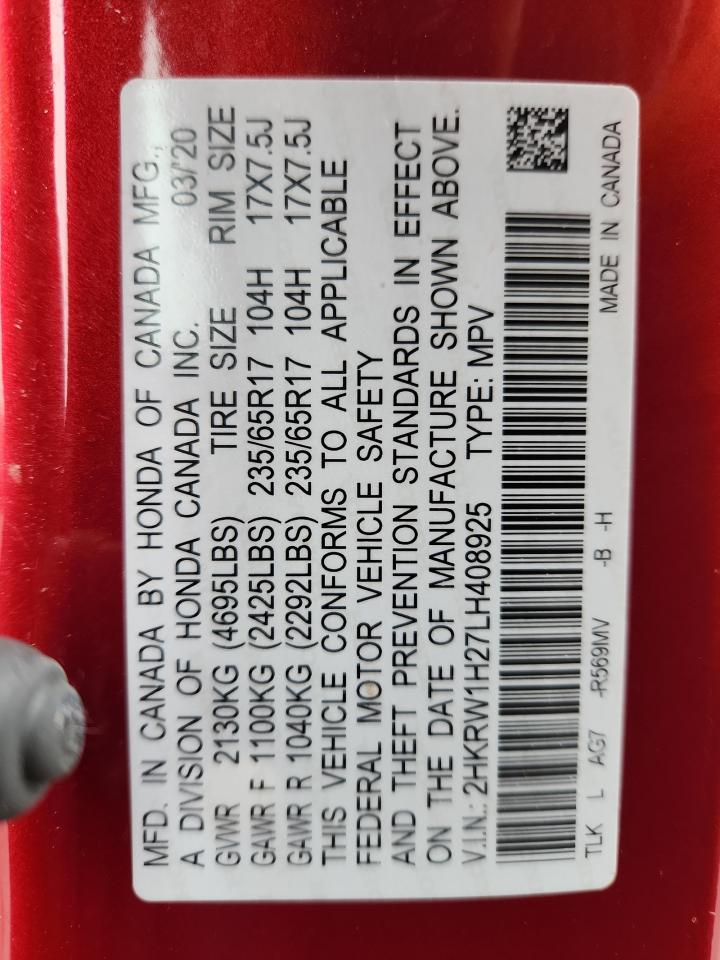 MFD. IN CANADA BY HONDA OF CANADA MFG.,
A DIVISION OF HONDA CANADA INC. 03/'20
GVWR 2130KG (4695LBS) TIRE SIZE RIM SIZE
GAWR F 1100KG (2425LBS) 235/65R17 104H 17X7.5J
GAWR R 1040KG (2292LBS) 235/65R17 104H 17X7.5J
THIS VEHICLE CONFORMS TO ALL APPLICABLE
FEDERAL MOTOR VEHICLE SAFETY
AND THEFT PREVENTION STANDARDS IN EFFECT
ON THE DATE OF MANUFACTURE SHOWN ABOVE.
V.I.N.: 2HKRW1H27LH408925 TYPE: MPV
TLK L AG7 -R569MV -B -H MADE IN CANADA